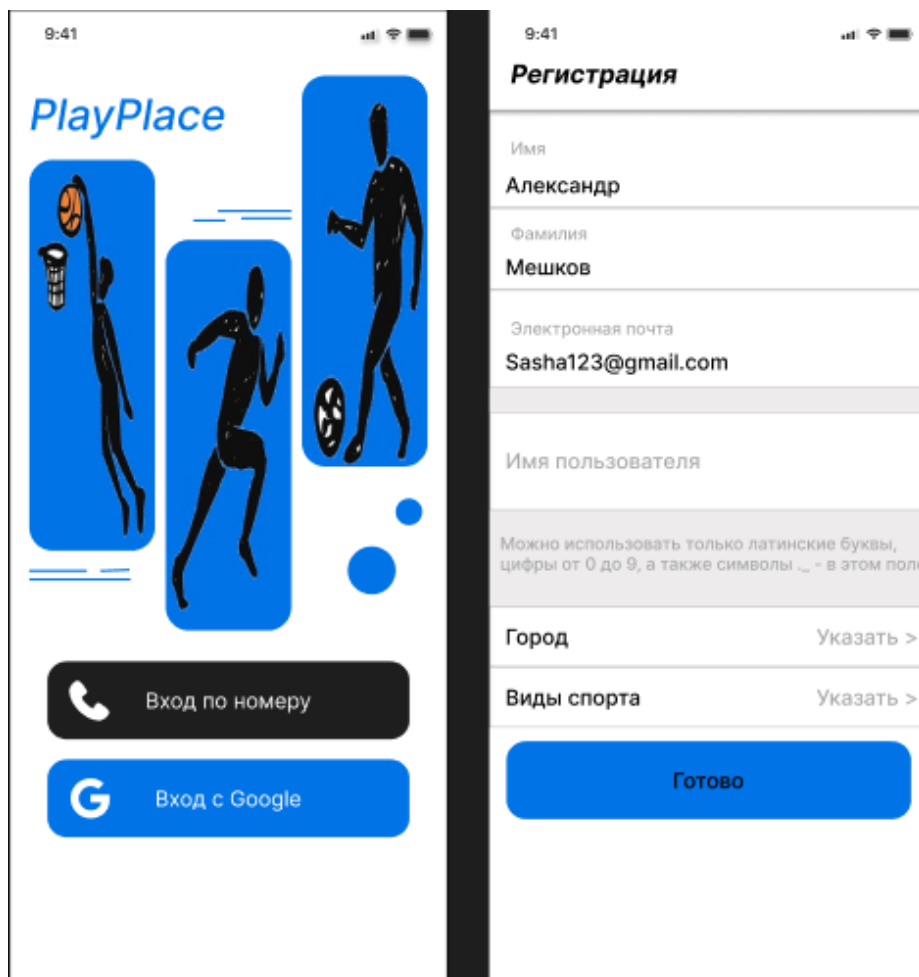 9:41
PlayPlace
Вход по номеру
G Вход с Google
9:41
Регистрация
Имя
Александр
Фамилия
Мешков
Электронная почта
Sasha123@gmail.com
Имя пользователя
Можно использовать только латинские буквы,
цифры от 0 до 9, а также символы ._ - в этом пол
Город Указать >
Виды спорта Указать >
Готово